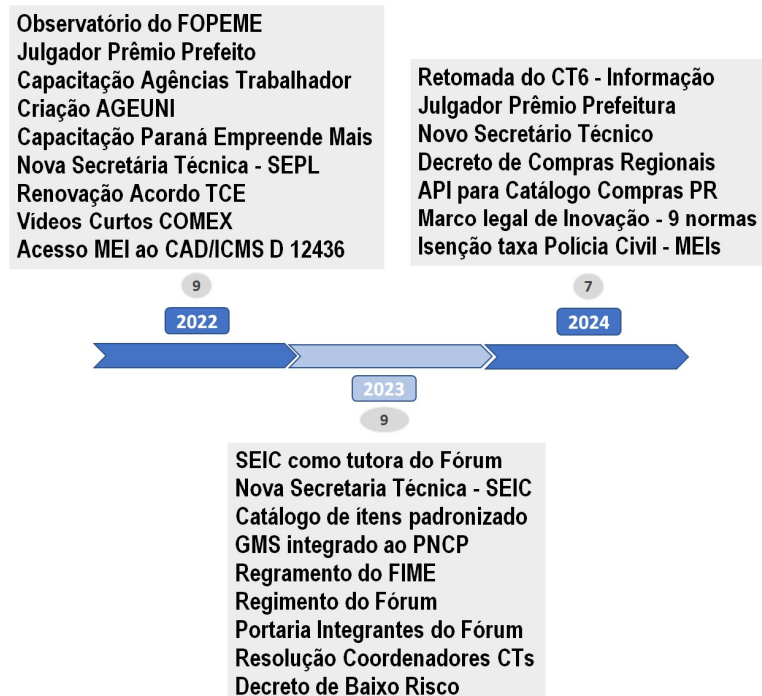 Observatório do FOPEME
Julgador Prêmio Prefeito
Capacitação Agências Trabalhador
Criação AGEUNI
Capacitação Paraná Empreende Mais
Nova Secretária Técnica - SEPL
Renovação Acordo TCE
Vídeos Curtos COMEX
Acesso MEI ao CAD/ICMS D 12436
9
2022
Retomada do CT6 - Informação
Julgador Prêmio Prefeitura
Novo Secretário Técnico
Decreto de Compras Regionais
API para Catálogo Compras PR
Marco legal de Inovação - 9 normas
Isenção taxa Polícia Civil - MEIs
7
2024
2023
9
SEIC como tutora do Fórum
Nova Secretaria Técnica - SEIC
Catálogo de ítens padronizado
GMS integrado ao PNCP
Regramento do FIME
Regimento do Fórum
Portaria Integrantes do Fórum
Resolução Coordenadores CTs
Decreto de Baixo Risco